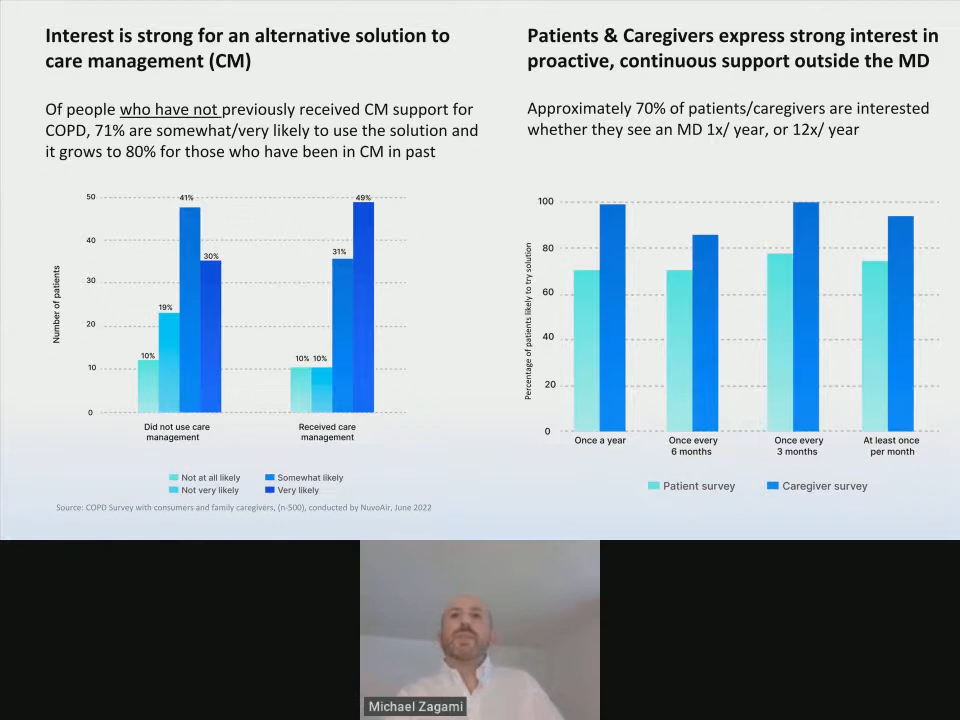 Interest is strong for an alternative solution to
care management (CM)
Of people who have not previously received CM support for
COPD, 71% are somewhat/very likely to use the solution and
it grows to 80% for those who have been in CM in past
Number of patients
50
40
30
20
10
0
10%
19%
41%
30%
10%
10%
31%
49%
Did not use care
management
Received care
management
Not at all likely
Somewhat likely
Not very likely
Very likely
Source: COPD Survey with consumers and family caregivers, (n-500), conducted by NuvoAir, June 2022
Patients & Caregivers express strong interest in
proactive, continuous support outside the MD
Approximately 70% of patients/caregivers are interested
whether they see an MD 1x/ year, or 12x/ year
Percentage of patients likely to try solution
100
80
60
40
20
0
Once a year
Once every
6 months
Once every
3 months
At least once
per month
Patient survey
Caregiver survey
Michael Zagami